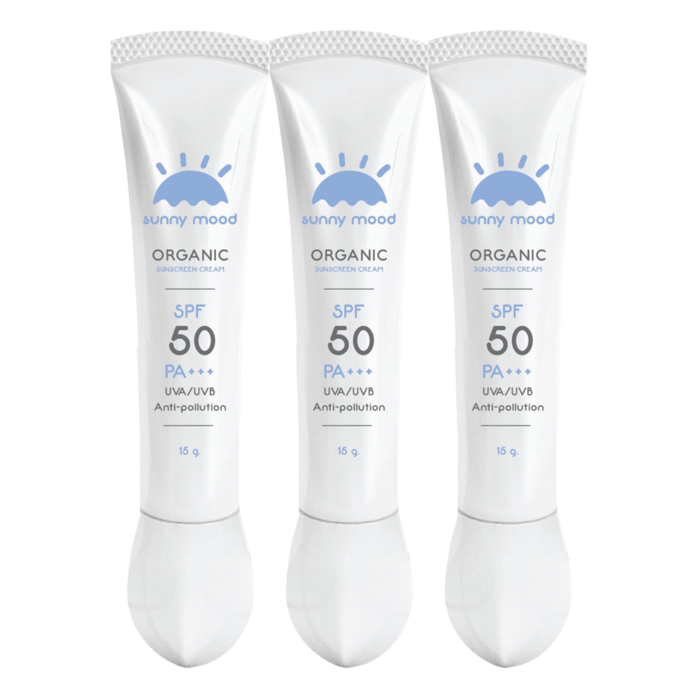 sunny mood
ORGANIC
SUNSCREEN CREAM
SPF
50
PA+++
UVA/UVB
Anti-pollution
15 g.
sunny mood
ORGANIC
SUNSCREEN CREAM
SPF
50
PA+++
UVA/UVB
Anti-pollution
15 g.
sunny mood
ORGANIC
SUNSCREEN CREAM
SPF
50
PA+++
UVA/UVB
Anti-pollution
15 g.